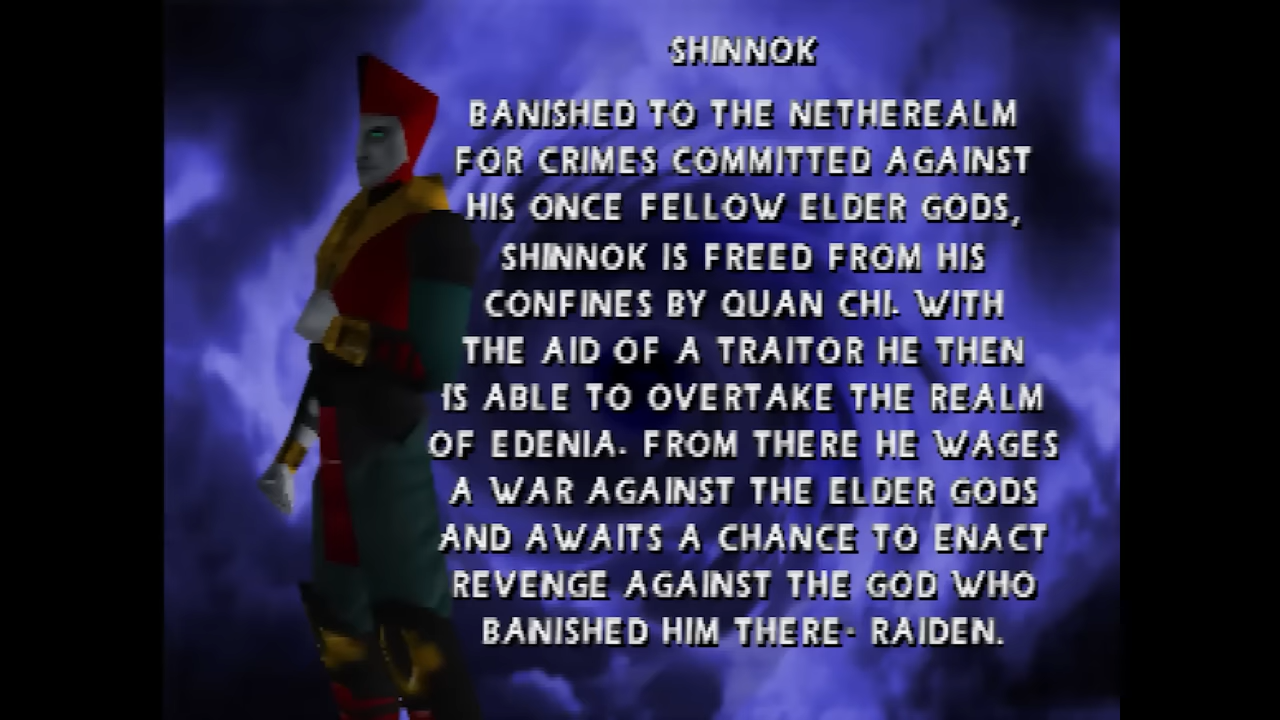 SHINNOK
BANISHED TO THE NETHEREALM
FOR CRIMES COMMITTED AGAINST
HIS ONCE FELLOW ELDER GODS,
SHINNOK IS FREED FROM HIS
CONFINES BY QUAN CHI. WITH
THE AID OF A TRAITOR HE THEN
IS ABLE TO OVERTAKE THE REALM
OF EDENIA. FROM THERE HE WAGES
A WAR AGAINST THE ELDER GODS
AND AWAITS A CHANCE TO ENACT
REVENGE AGAINST THE GOD WHO
BANISHED HIM THERE- RAIDEN.